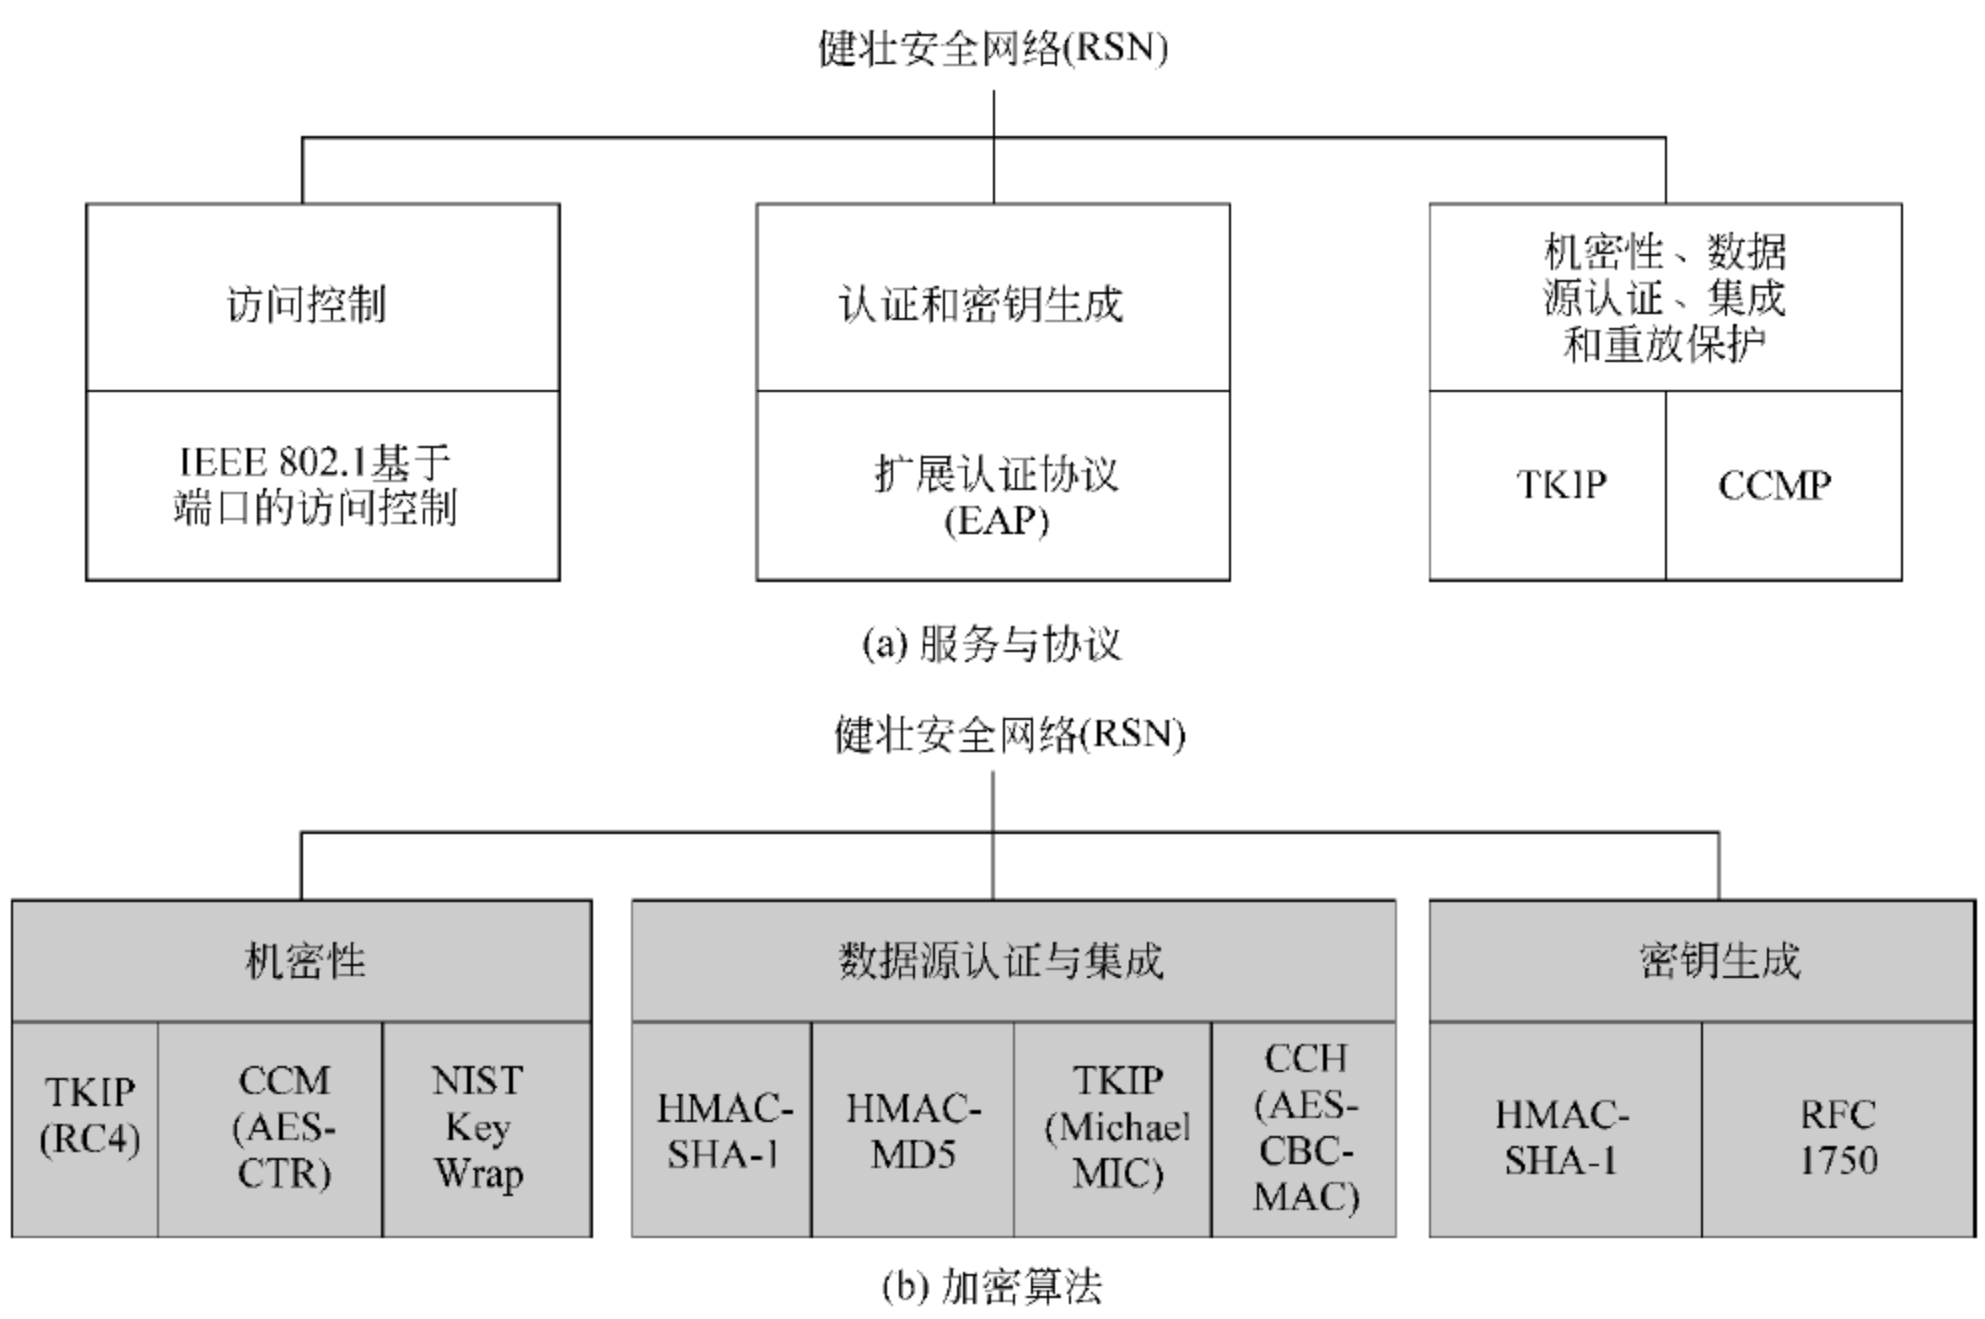 健壮安全网络(RSN)
访问控制
IEEE 802.1基于
端口的访问控制
认证和密钥生成
扩展认证协议
(EAP)
机密性、数据
源认证、集成
和重放保护
TKIP
CCMP
(a) 服务与协议
健壮安全网络(RSN)
机密性
TKIP
(RC4)
CCM
(AES-
CTR)
NIST
Key
Wrap
数据源认证与集成
HMAC-
SHA-1
HMAC-
MD5
TKIP
(Michael
MIC)
CCH
(AES-
CBC-
MAC)
密钥生成
HMAC-
SHA-1
RFC
1750
(b) 加密算法